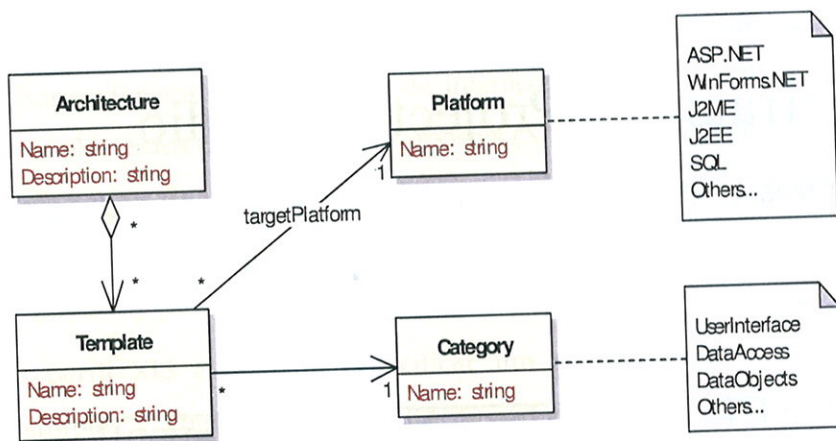 Architecture
Name: string
Description: string
Platform
Name: string
ASP.NET
WinForms.NET
J2ME
J2EE
SQL
Others...
1
targetPlatform
*
*
*
Template
Name: string
Description: string
*
Category
Name: string
1
UserInterface
DataAccess
DataObjects
Others...